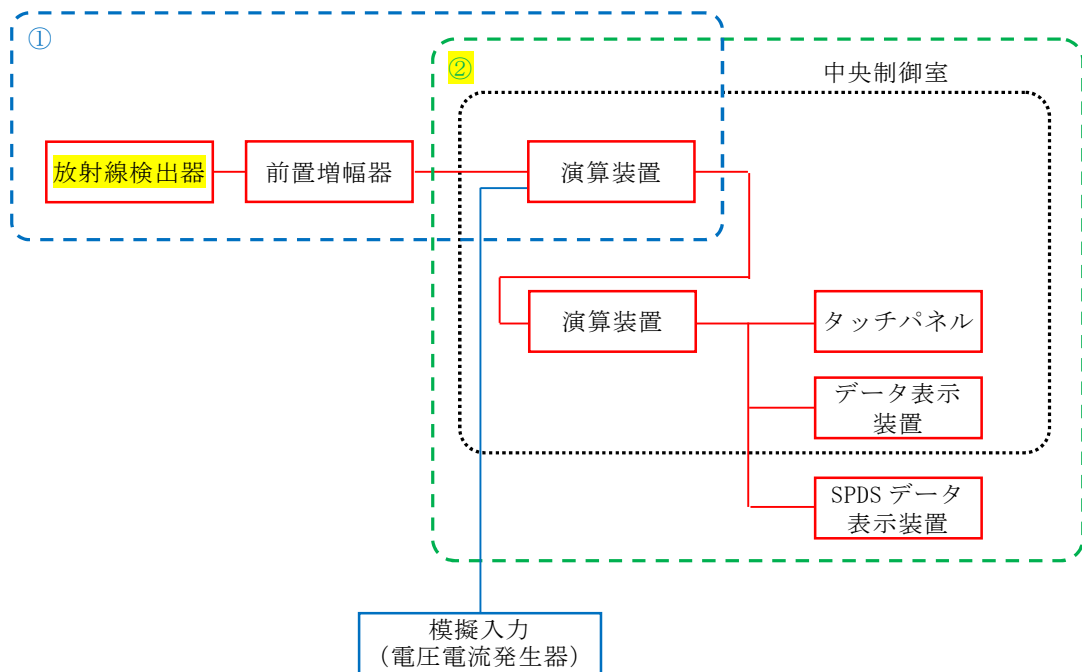 ①
②
中央制御室
放射線検出器
前置増幅器
演算装置
演算装置
タッチパネル
データ表示
装置
SPDS データ
表示装置
模擬入力
(電圧電流発生器)